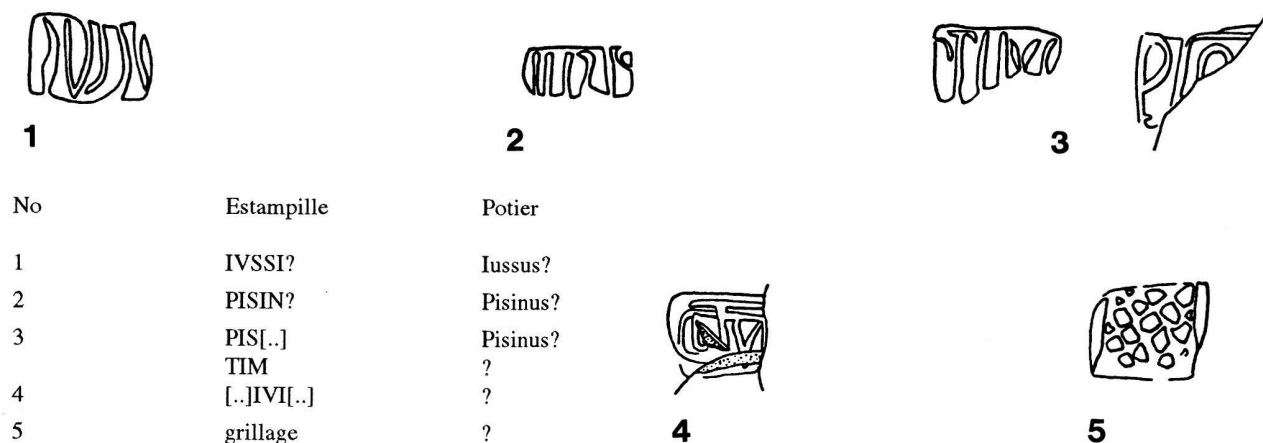 1
2
3
No Estampille Potier
1 IVSSI? Iussus?
2 PISIN? Pisinus?
3 PIS[..] Pisinus?
TIM ?
4 [..]IVI[..] ?
5 grillage ?
4
5